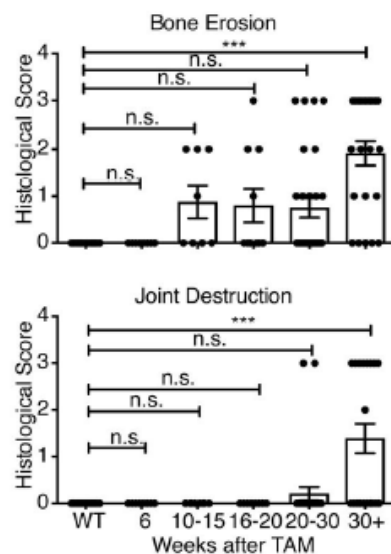 Bone Erosion
Histological Score
4
3
2
1
0
***
n.s.
n.s.
n.s.
n.s.
Joint Destruction
Histological Score
4
3
2
1
0
***
n.s.
n.s.
n.s.
n.s.
WT 6 10-15 16-20 20-30 30+
Weeks after TAM